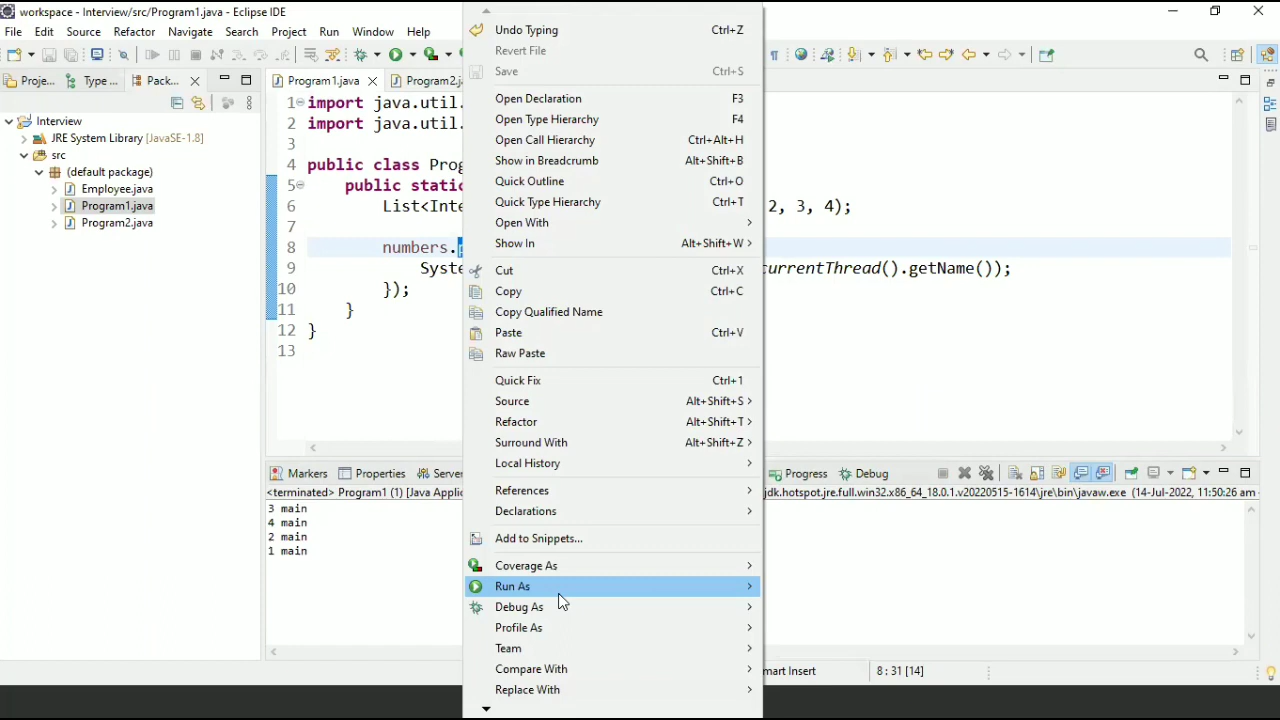 workspace - Interview/src/Program1.java - Eclipse IDE
File Edit Source Refactor Navigate Search Project Run Window Help
Proje... Type ... Pack...
Interview
JRE System Library [JavaSE-1.8]
src
(default package)
Employee.java
Program1.java
Program2.java
Program1.java Program2.j
1 import java.util.
2 import java.util.
3
4 public class Prog
5 public static
6 List<Inte 2, 3, 4);
7
8 numbers.
9 Syste currentThread().getName());
10 });
11 }
12 }
13
Undo Typing Ctrl+Z
Revert File
Save Ctrl+S
Open Declaration F3
Open Type Hierarchy F4
Open Call Hierarchy Ctrl+Alt+H
Show in Breadcrumb Alt+Shift+B
Quick Outline Ctrl+O
Quick Type Hierarchy Ctrl+T
Open With
Show In Alt+Shift+W
Cut Ctrl+X
Copy Ctrl+C
Copy Qualified Name
Paste Ctrl+V
Raw Paste
Quick Fix Ctrl+1
Source Alt+Shift+S
Refactor Alt+Shift+T
Surround With Alt+Shift+Z
Local History
References
Declarations
Add to Snippets...
Coverage As
Run As
Debug As
Profile As
Team
Compare With
Replace With
Markers Properties Server Progress Debug
<terminated> Program1 (1) [Java Applic jdk.hotspot.jre.full.win32.x86_64_18.0.1.v20220515-1614\jre\bin\javaw.exe (14-Jul-2022, 11:50:26 am
3 main
4 main
2 main
1 main
mart Insert 8 : 31 [14]